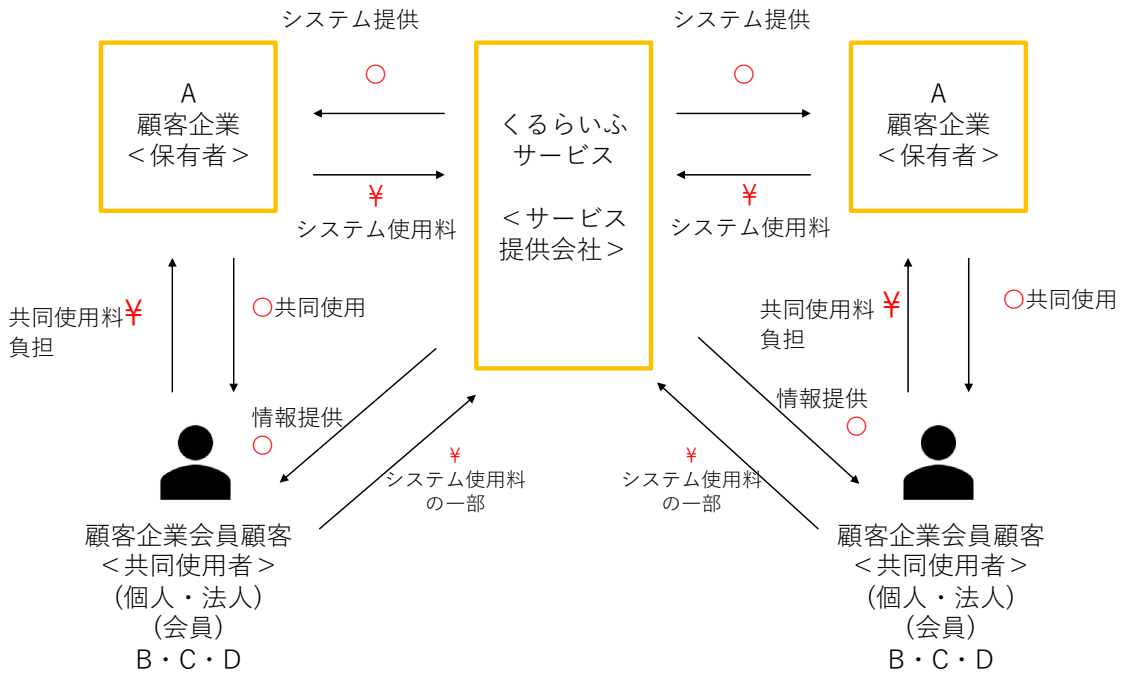 システム提供
システム提供
○
○
A
顧客企業
＜保有者＞
くるらいふ
サービス
＜サービス
提供会社＞
A
顧客企業
＜保有者＞
¥
システム使用料
¥
システム使用料
共同使用料¥
負担
○共同使用
共同使用料¥
負担
○共同使用
情報提供
○
¥
システム使用料
の一部
¥
システム使用料
の一部
情報提供
○
顧客企業会員顧客
＜共同使用者＞
(個人・法人)
(会員)
B・C・D
顧客企業会員顧客
＜共同使用者＞
(個人・法人)
(会員)
B・C・D